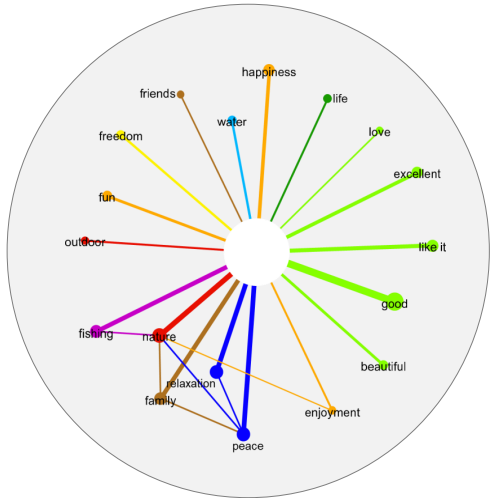 happiness
friends
life
water
love
freedom
excellent
fun
outdoor
like it
good
fishing
nature
beautiful
relaxation
family
enjoyment
peace